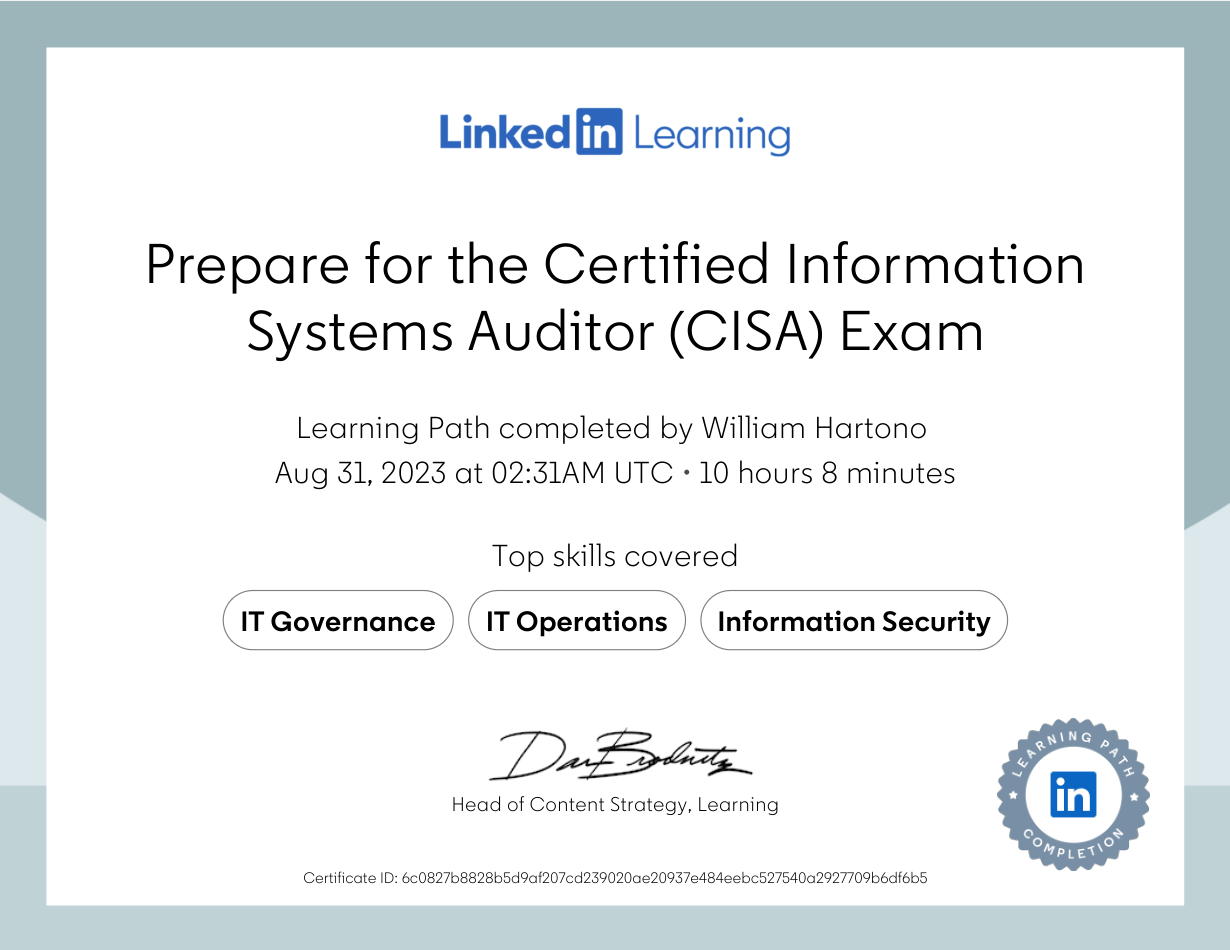 Linkedin Learning
Prepare for the Certified Information
Systems Auditor (CISA) Exam
Learning Path completed by William Hartono
Aug 31, 2023 at 02:31AM UTC • 10 hours 8 minutes
Top skills covered
IT Governance IT Operations Information Security
Dan Brodnitz
Head of Content Strategy, Learning
LEARNING PATH
in
COMPLETION
Certificate ID: 6c0827b8828b5d9af207cd239020ae20937e484eebc527540a2927709b6df6b5